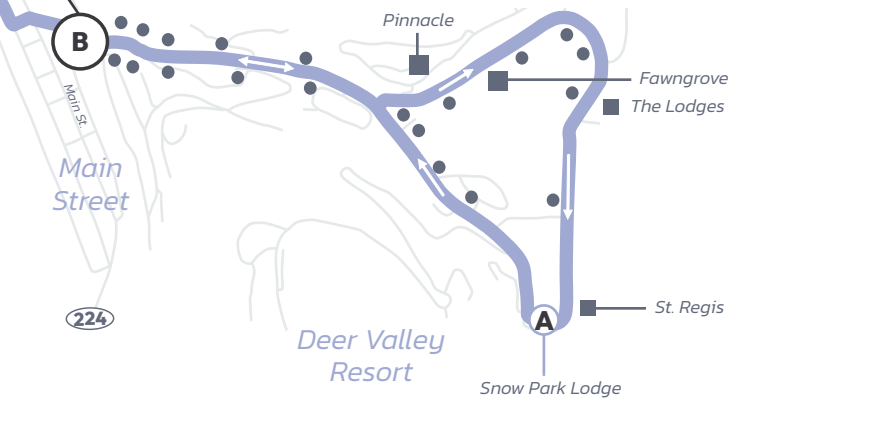 Pinnacle
B
Fawngrove
The Lodges
Main St.
Main
Street
St. Regis
224
A
Deer Valley
Resort
Snow Park Lodge